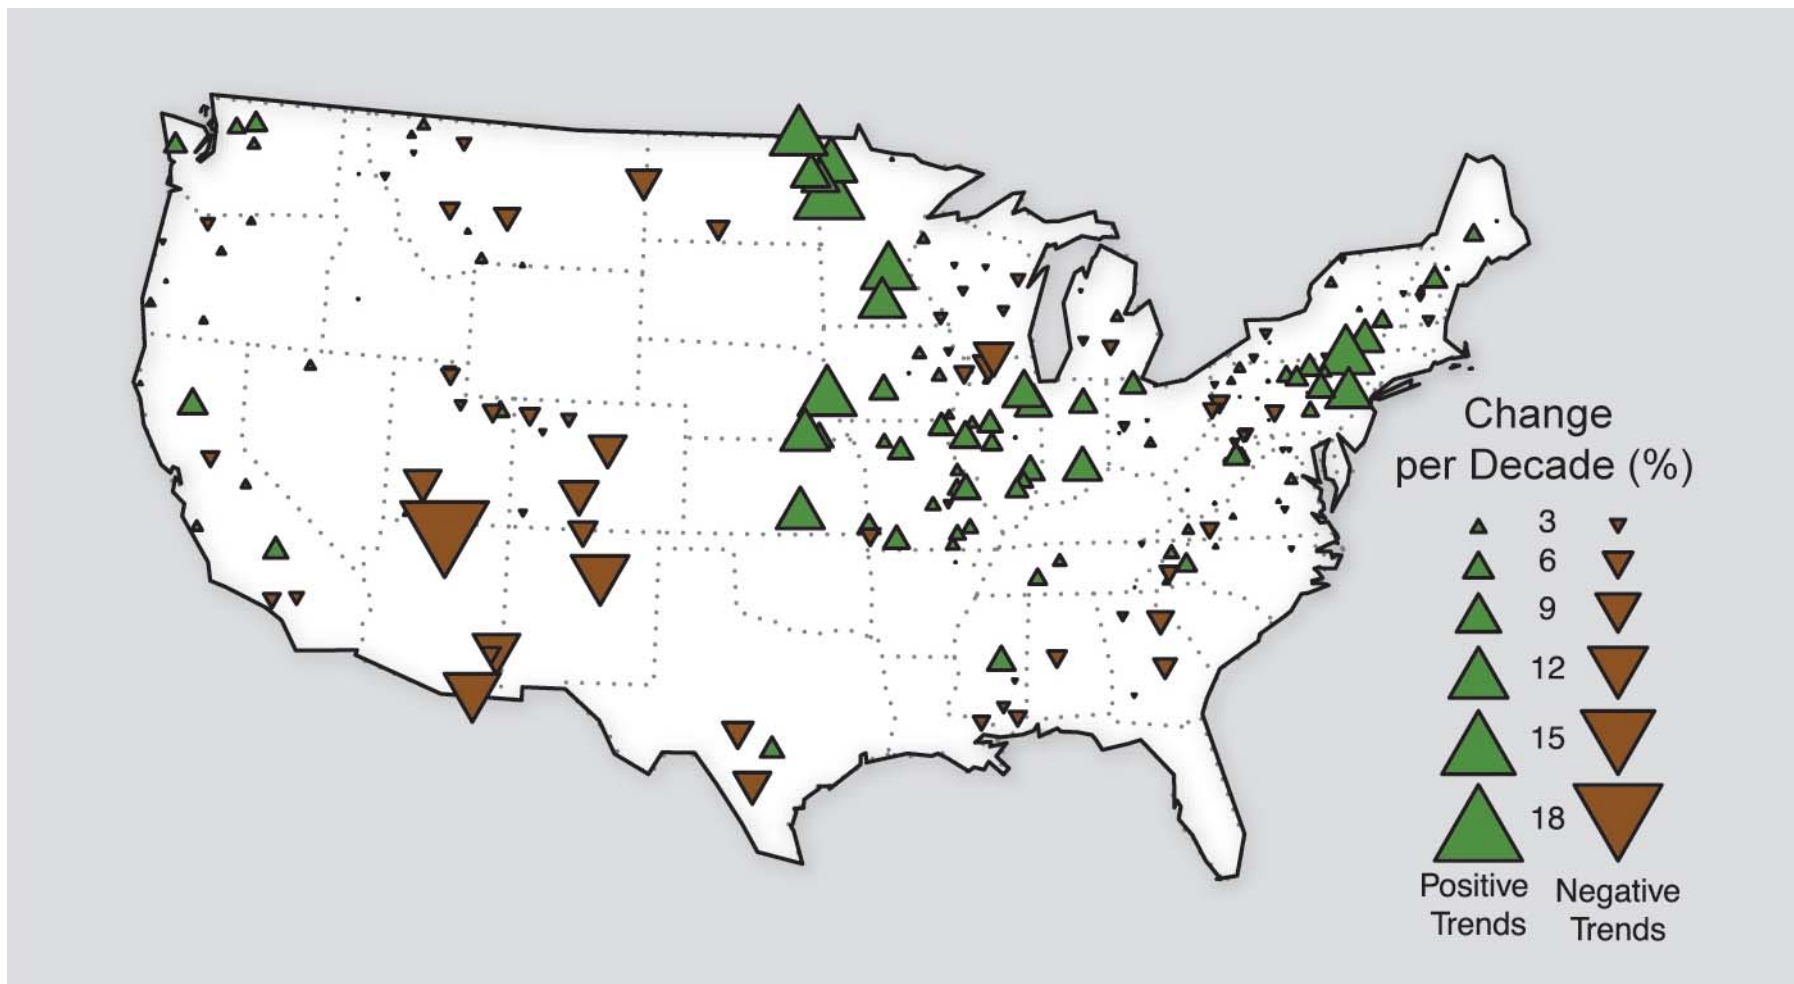 Change
per Decade (%)
3
6
9
12
15
18
Positive
Trends
Negative
Trends